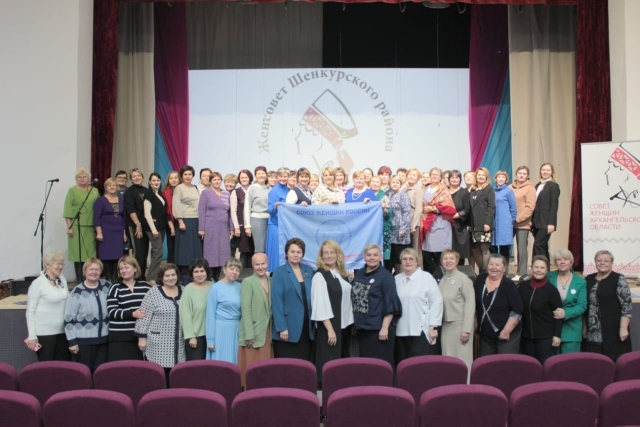 Женсовет Шенкурского района
СОЮЗ ЖЕНЩИН РОССИИ
СОВЕТ
ЖЕНЩИН
АРХАНГЕЛЬСКОЙ
ОБЛАСТИ